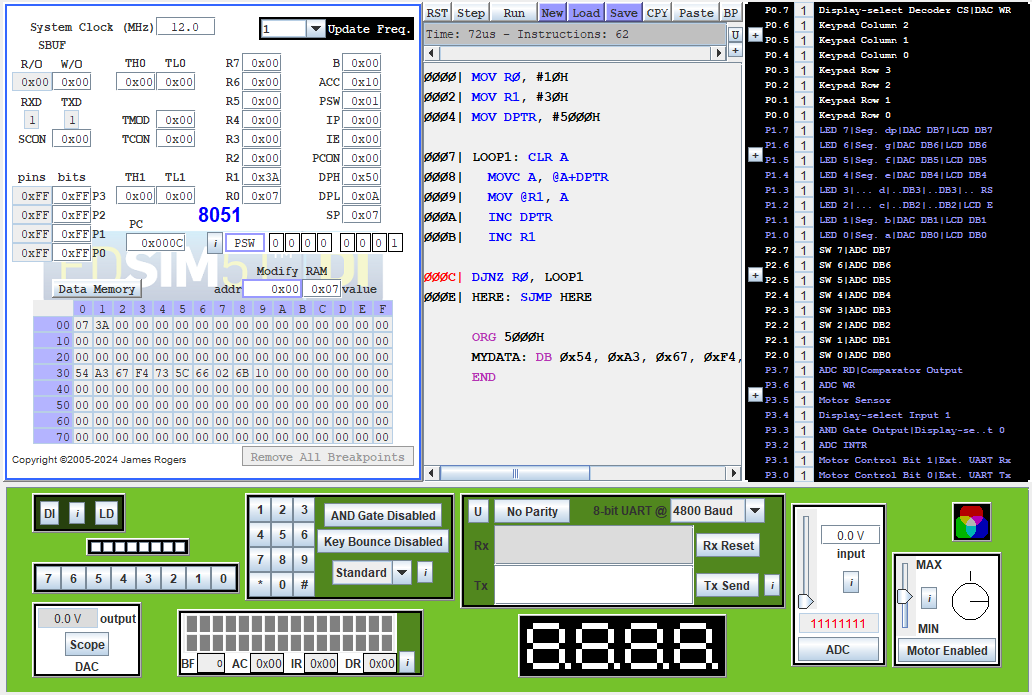 System Clock (MHz) 12.0 1 Update Freq.
SBUF
R/O W/O TH0 TL0 R7 0x00 B 0x00
0x00 0x00 0x00 0x00 R6 0x00 ACC 0x10
RXD TXD R5 0x00 PSW 0x01
1 1 TMOD 0x00 R4 0x00 IP 0x00
SCON 0x00 TCON 0x00 R3 0x00 IE 0x00
R2 0x00 PCON 0x00
pins bits TH1 TL1 R1 0x3A DPH 0x50
0xFF 0xFF P3 0x00 0x00 R0 0x07 DPL 0x0A
0xFF 0xFF P2 8051 SP 0x07
0xFF 0xFF P1 PC
0x000C i PSW 0 0 0 0 0 0 0 1
0xFF 0xFF P0
EDSIM51 DI
Modify RAM
Data Memory addr 0x00 0x07 value
0 1 2 3 4 5 6 7 8 9 A B C D E F
00 07 3A 00 00 00 00 00 00 00 00 00 00 00 00 00 00
10 00 00 00 00 00 00 00 00 00 00 00 00 00 00 00 00
20 00 00 00 00 00 00 00 00 00 00 00 00 00 00 00 00
30 54 A3 67 F4 73 5C 66 02 6B 10 00 00 00 00 00 00
40 00 00 00 00 00 00 00 00 00 00 00 00 00 00 00 00
50 00 00 00 00 00 00 00 00 00 00 00 00 00 00 00 00
60 00 00 00 00 00 00 00 00 00 00 00 00 00 00 00 00
70 00 00 00 00 00 00 00 00 00 00 00 00 00 00 00 00
Copyright ©2005-2024 James Rogers Remove All Breakpoints
RST Step Run New Load Save CPY Paste BP
Time: 72us - Instructions: 62 U
+
0000| MOV R0, #10H
0002| MOV R1, #30H
0004| MOV DPTR, #5000H
0007| LOOP1: CLR A
0008| MOVC A, @A+DPTR
0009| MOV @R1, A
000A| INC DPTR
000B| INC R1
000C| DJNZ R0, LOOP1
000E| HERE: SJMP HERE
ORG 5000H
MYDATA: DB 0x54, 0xA3, 0x67, 0xF4,
END
P0.7 1 Display-select Decoder CS|DAC WR
P0.6 1 Keypad Column 2
+
P0.5 1 Keypad Column 1
P0.4 1 Keypad Column 0
P0.3 1 Keypad Row 3
P0.2 1 Keypad Row 2
P0.1 1 Keypad Row 1
P0.0 1 Keypad Row 0
P1.7 1 LED 7|Seg. dp|DAC DB7|LCD DB7
P1.6 1 LED 6|Seg. g|DAC DB6|LCD DB6
+
P1.5 1 LED 5|Seg. f|DAC DB5|LCD DB5
P1.4 1 LED 4|Seg. e|DAC DB4|LCD DB4
P1.3 1 LED 3|... d|..DB3|..DB3|.. RS
P1.2 1 LED 2|... c|..DB2|..DB2|LCD E
P1.1 1 LED 1|Seg. b|DAC DB1|LCD DB1
P1.0 1 LED 0|Seg. a|DAC DB0|LCD DB0
P2.7 1 SW 7|ADC DB7
P2.6 1 SW 6|ADC DB6
+
P2.5 1 SW 5|ADC DB5
P2.4 1 SW 4|ADC DB4
P2.3 1 SW 3|ADC DB3
P2.2 1 SW 2|ADC DB2
P2.1 1 SW 1|ADC DB1
P2.0 1 SW 0|ADC DB0
P3.7 1 ADC RD|Comparator Output
P3.6 1 ADC WR
+
P3.5 1 Motor Sensor
P3.4 1 Display-select Input 1
P3.3 1 AND Gate Output|Display-se..t 0
P3.2 1 ADC INTR
P3.1 1 Motor Control Bit 1|Ext. UART Rx
P3.0 1 Motor Control Bit 0|Ext. UART Tx
DI i LD
7 6 5 4 3 2 1 0
0.0 V output
Scope
DAC
1 2 3
4 5 6
7 8 9
* 0 #
AND Gate Disabled
Key Bounce Disabled
Standard i
BF 0 AC 0x00 IR 0x00 DR 0x00 i
U No Parity 8-bit UART @ 4800 Baud
Rx Rx Reset
Tx Tx Send i
8.8.8.8.
0.0 V
input
i
11111111
ADC
MAX
i
MIN
Motor Enabled